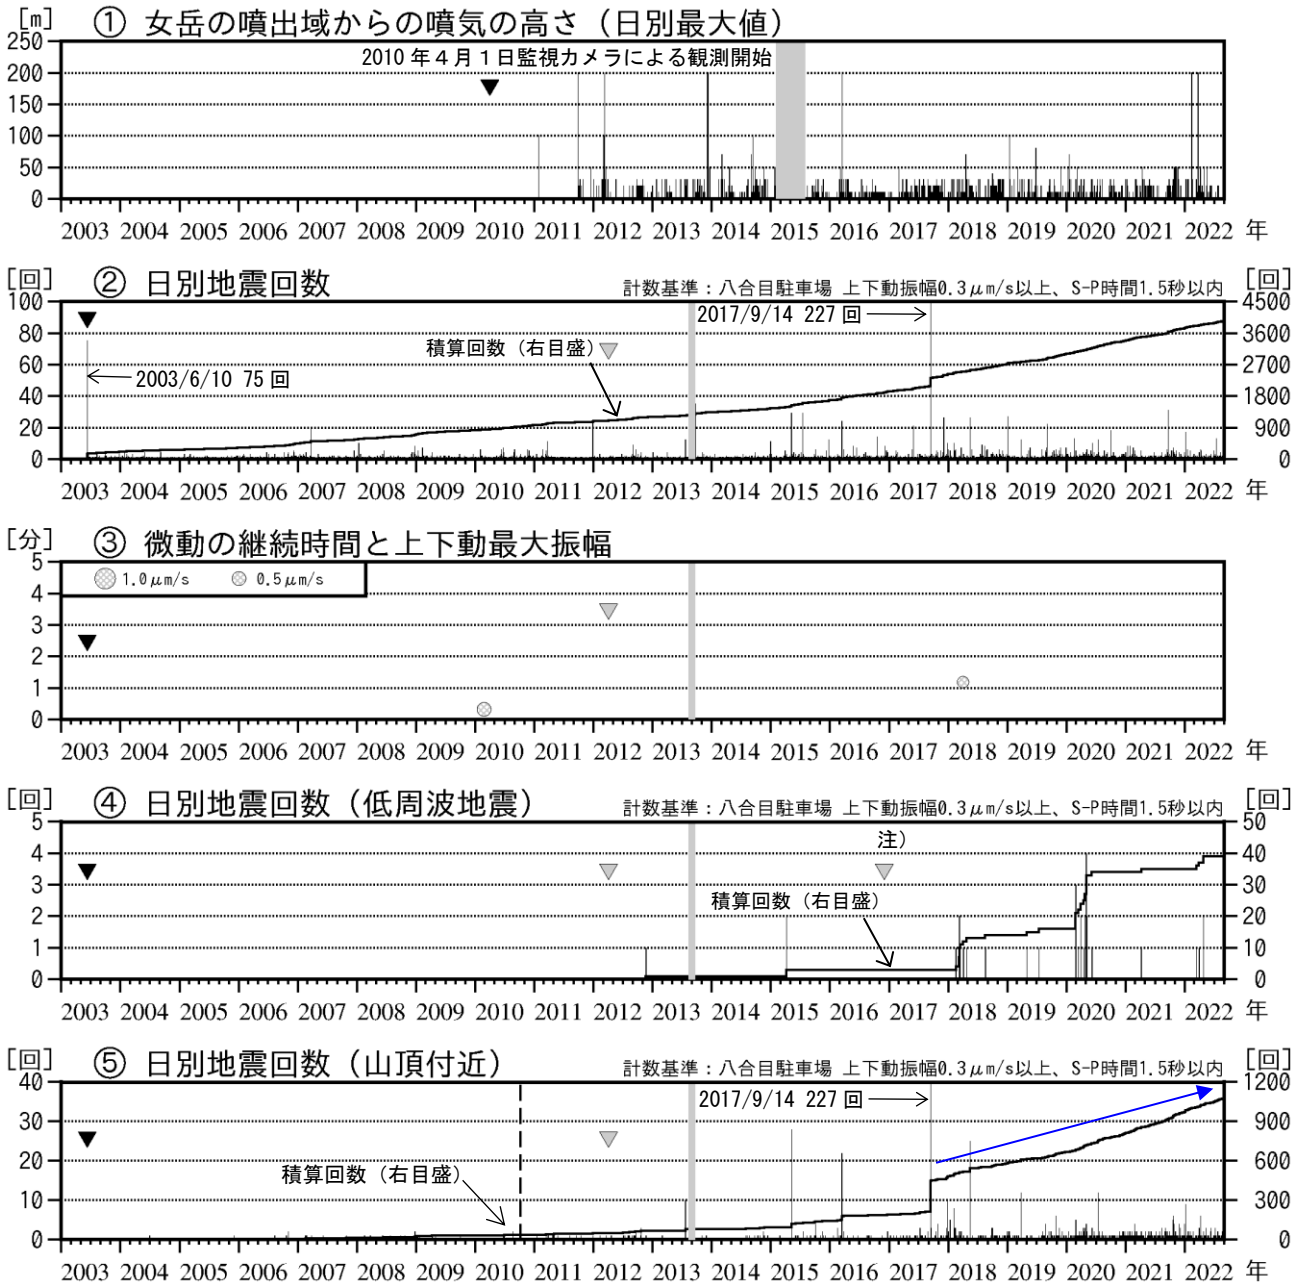 [m] ① 女岳の噴出域からの噴気の高さ（日別最大値）
250
2010年４月１日監視カメラによる観測開始
200
150
100
50
0
2003 2004 2005 2006 2007 2008 2009 2010 2011 2012 2013 2014 2015 2016 2017 2018 2019 2020 2021 2022 年
[回] ② 日別地震回数 計数基準：八合目駐車場 上下動振幅0.3μm/s以上、S-P時間1.5秒以内 [回]
100 4500
2017/9/14 227 回
80 3600
積算回数（右目盛）
60 2700
2003/6/10 75 回
40 1800
20 900
0 0
2003 2004 2005 2006 2007 2008 2009 2010 2011 2012 2013 2014 2015 2016 2017 2018 2019 2020 2021 2022 年
[分] ③ 微動の継続時間と上下動最大振幅
5
1.0μm/s 0.5μm/s
4
3
2
1
0
2003 2004 2005 2006 2007 2008 2009 2010 2011 2012 2013 2014 2015 2016 2017 2018 2019 2020 2021 2022 年
[回] ④ 日別地震回数（低周波地震） 計数基準：八合目駐車場 上下動振幅0.3μm/s以上、S-P時間1.5秒以内 [回]
5 50
注）
4 40
3 30
積算回数（右目盛）
2 20
1 10
0 0
2003 2004 2005 2006 2007 2008 2009 2010 2011 2012 2013 2014 2015 2016 2017 2018 2019 2020 2021 2022 年
[回] ⑤ 日別地震回数（山頂付近） 計数基準：八合目駐車場 上下動振幅0.3μm/s以上、S-P時間1.5秒以内 [回]
40 1200
2017/9/14 227 回
30 900
20 600
積算回数（右目盛）
10 300
0 0
2003 2004 2005 2006 2007 2008 2009 2010 2011 2012 2013 2014 2015 2016 2017 2018 2019 2020 2021 2022 年